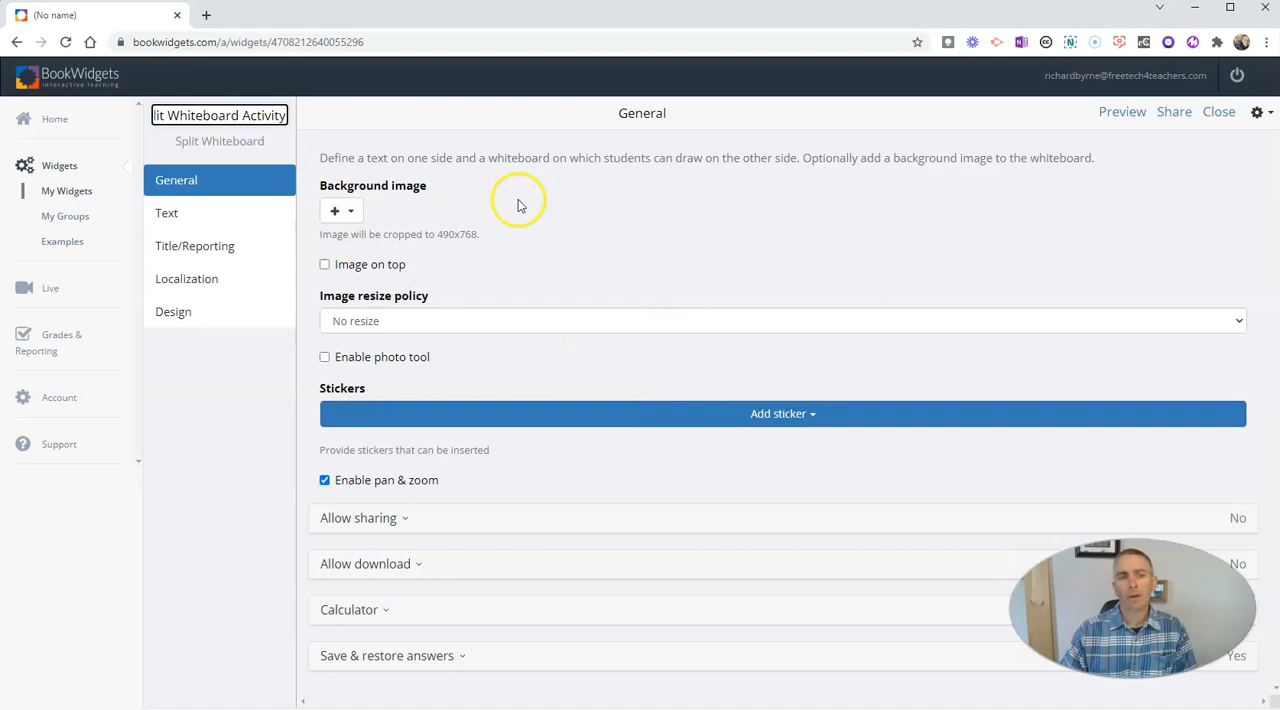 (No name)
bookwidgets.com/a/widgets/4708212640055296
BookWidgets
interactive learning
richardbyrne@freetech4teachers.com
Home
Widgets
My Widgets
My Groups
Examples
Live
Grades &
Reporting
Account
Support
lit Whiteboard Activity
Split Whiteboard
General
Text
Title/Reporting
Localization
Design
General
Preview
Share
Close
Define a text on one side and a whiteboard on which students can draw on the other side. Optionally add a background image to the whiteboard.
Background image
Image will be cropped to 490x768.
Image on top
Image resize policy
No resize
Enable photo tool
Stickers
Add sticker
Provide stickers that can be inserted
Enable pan & zoom
Allow sharing
No
Allow download
No
Calculator
Save & restore answers
Yes